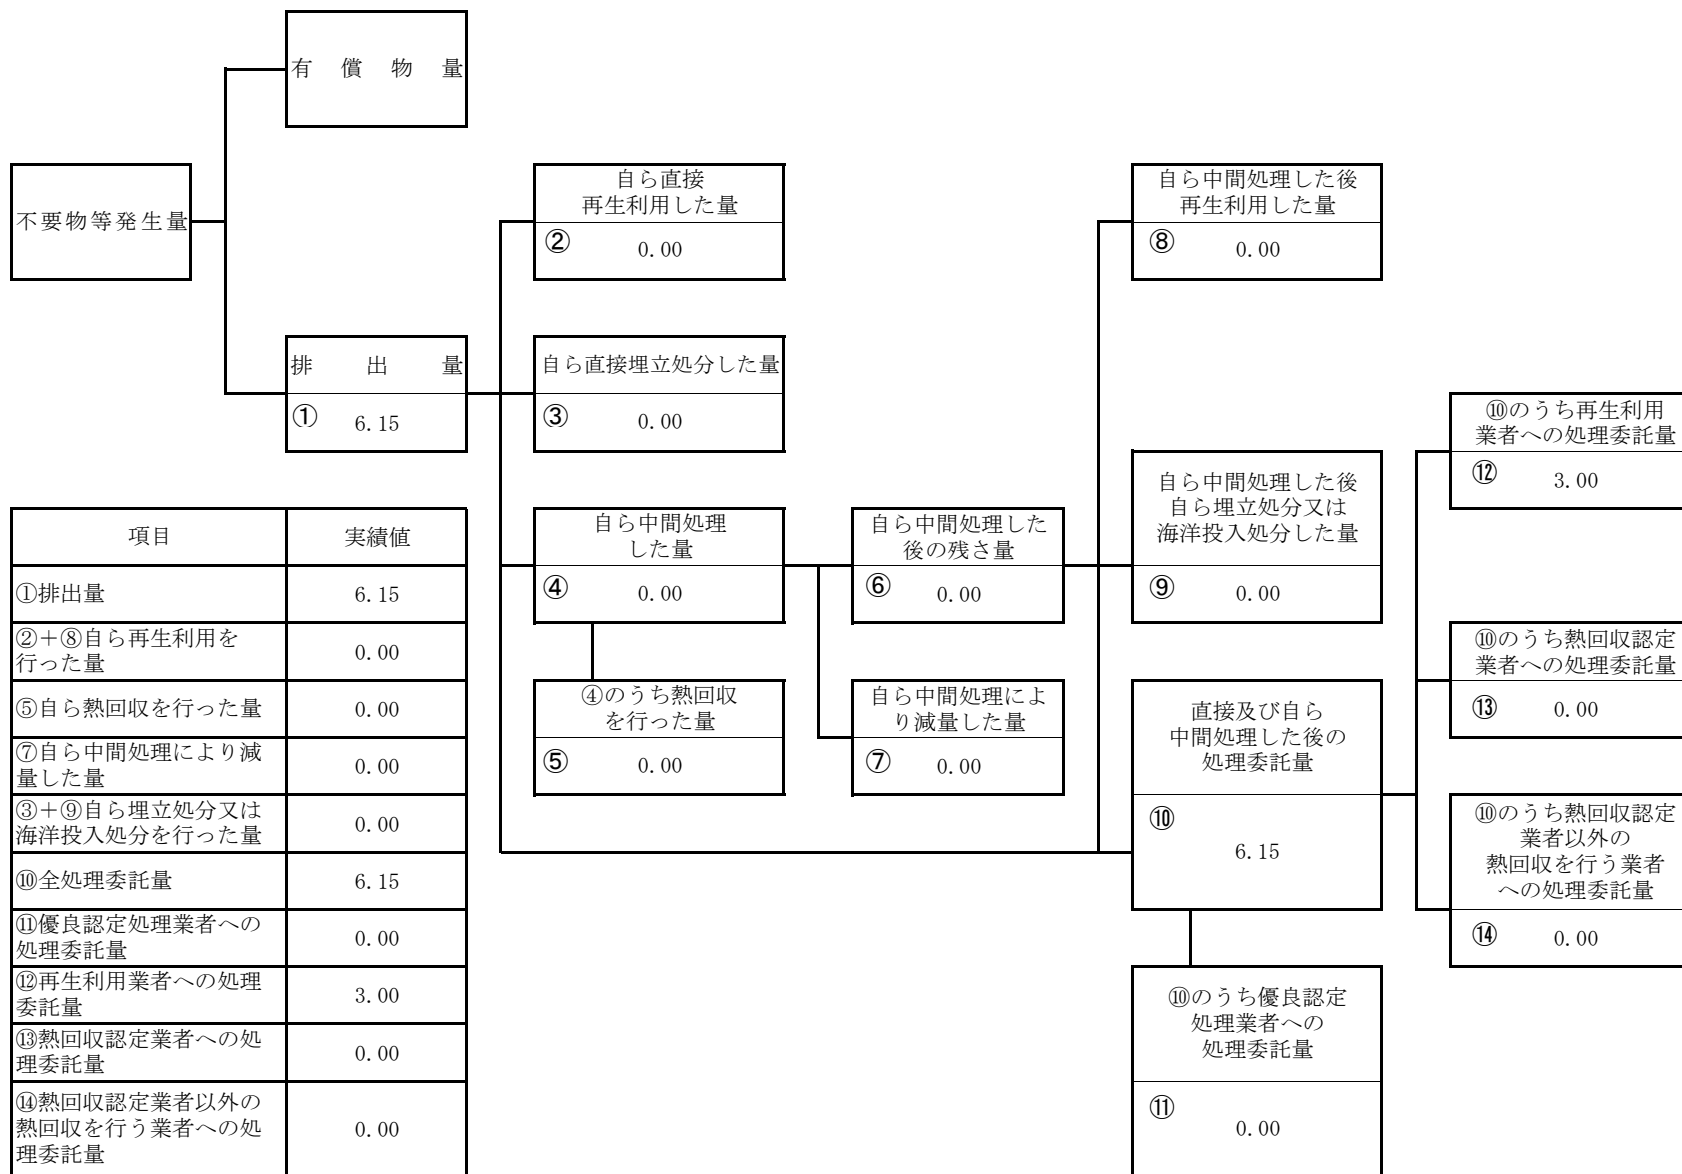 有償物量
不要物等発生量
排出量
① 6.15
自ら直接
再生利用した量
② 0.00
自ら直接埋立処分した量
③ 0.00
自ら中間処理
した量
④ 0.00
④のうち熱回収
を行った量
⑤ 0.00
自ら中間処理した
後の残さ量
⑥ 0.00
自ら中間処理によ
り減量した量
⑦ 0.00
自ら中間処理した後
再生利用した量
⑧ 0.00
自ら中間処理した後
自ら埋立処分又は
海洋投入処分した量
⑨ 0.00
直接及び自ら
中間処理した後の
処理委託量
⑩
6.15
⑩のうち優良認定
処理業者への
処理委託量
⑪
0.00
⑩のうち再生利用
業者への処理委託量
⑫ 3.00
⑩のうち熱回収認定
業者への処理委託量
⑬ 0.00
⑩のうち熱回収認定
業者以外の
熱回収を行う業者
への処理委託量
⑭ 0.00
項目 実績値
①排出量 6.15
②+⑧自ら再生利用を
行った量 0.00
⑤自ら熱回収を行った量 0.00
⑦自ら中間処理により減
量した量 0.00
③+⑨自ら埋立処分又は
海洋投入処分を行った量 0.00
⑩全処理委託量 6.15
⑪優良認定処理業者への
処理委託量 0.00
⑫再生利用業者への処理
委託量 3.00
⑬熱回収認定業者への処
理委託量 0.00
⑭熱回収認定業者以外の
熱回収を行う業者への処
理委託量 0.00